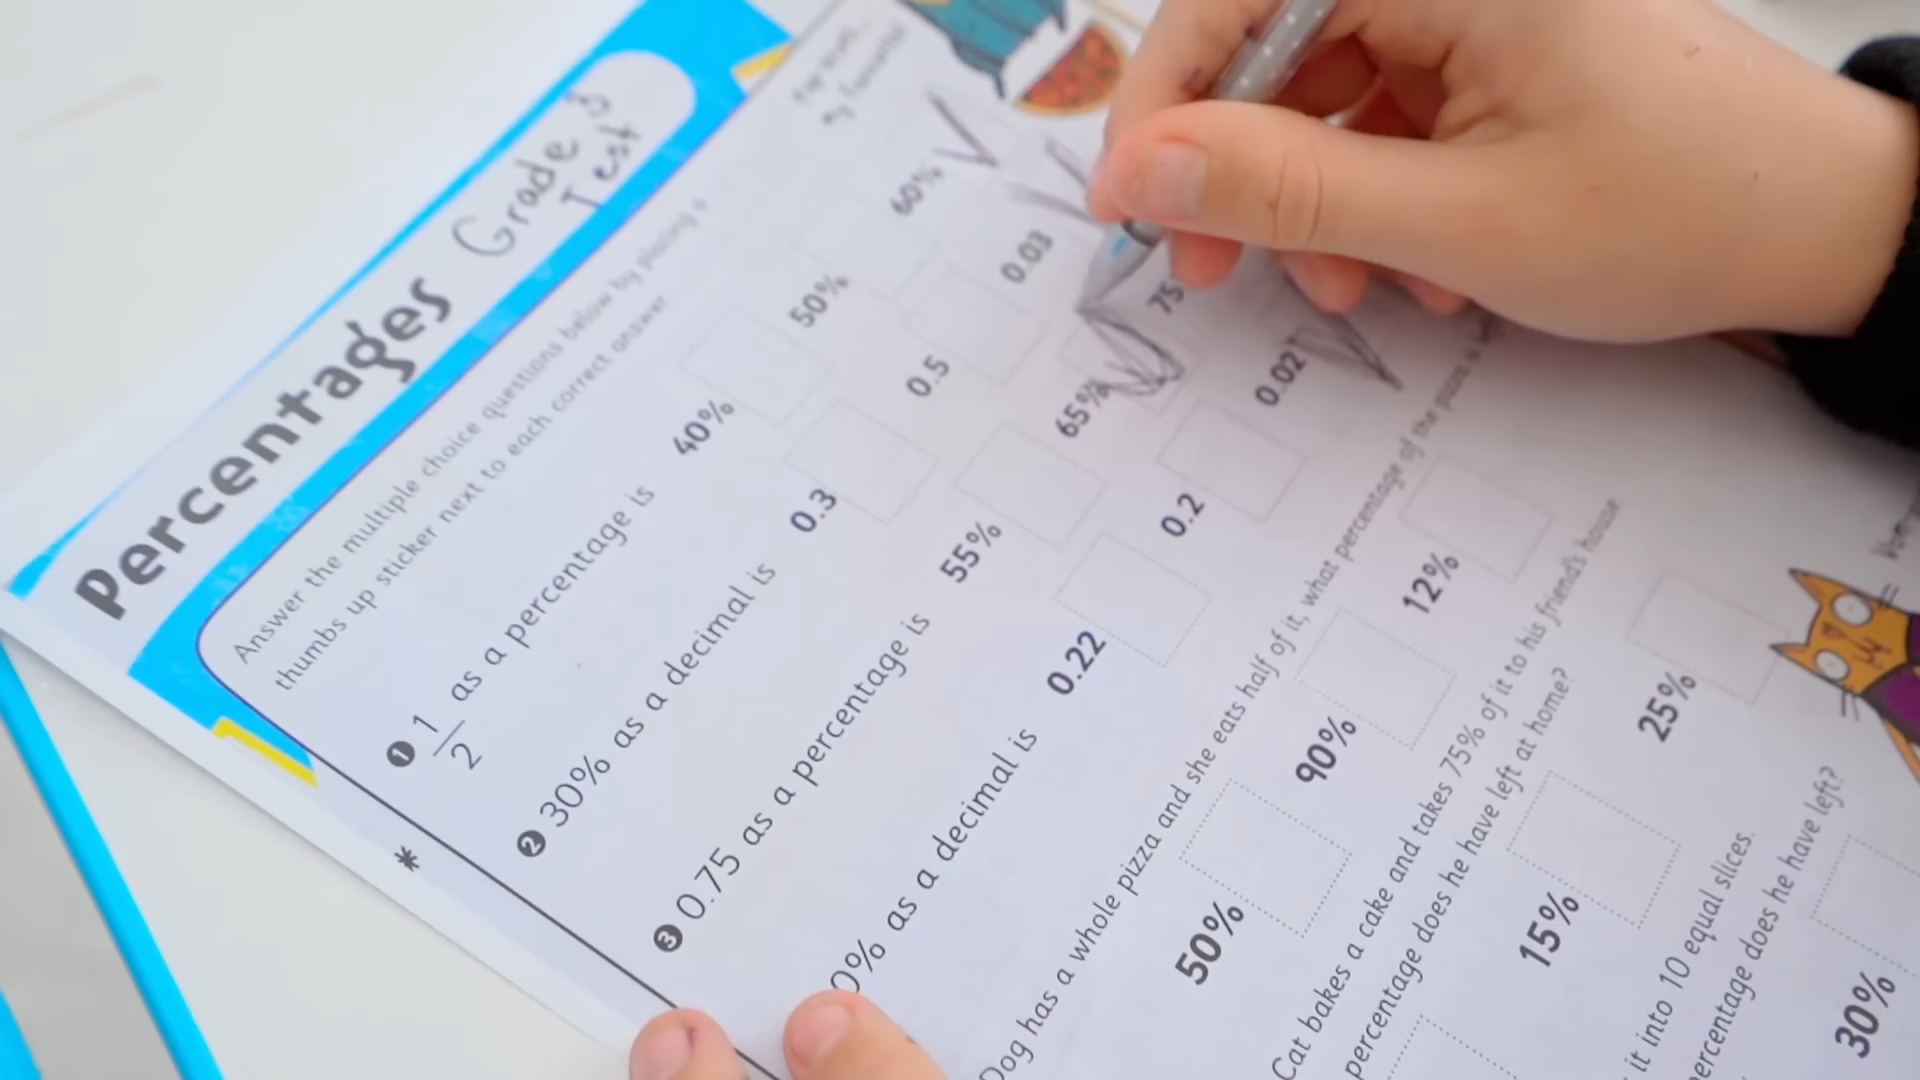 Percentages Grade 3
Test
Answer the multiple choice questions below by placing a
thumbs up sticker next to each correct answer
1 1/2 as a percentage is 40% 50% 60%
2 30% as a decimal is 0.3 0.5 0.03
3 0.75 as a percentage is 55% 65% 75
0% as a decimal is 0.22 0.2 0.02
Dog has a whole pizza and she eats half of it, what percentage of the pizza is
50% 90% 12%
Cat bakes a cake and takes 75% of it to his friend's house.
percentage does he have left at home?
15% 25%
it into 10 equal slices.
percentage does he have left?
30%